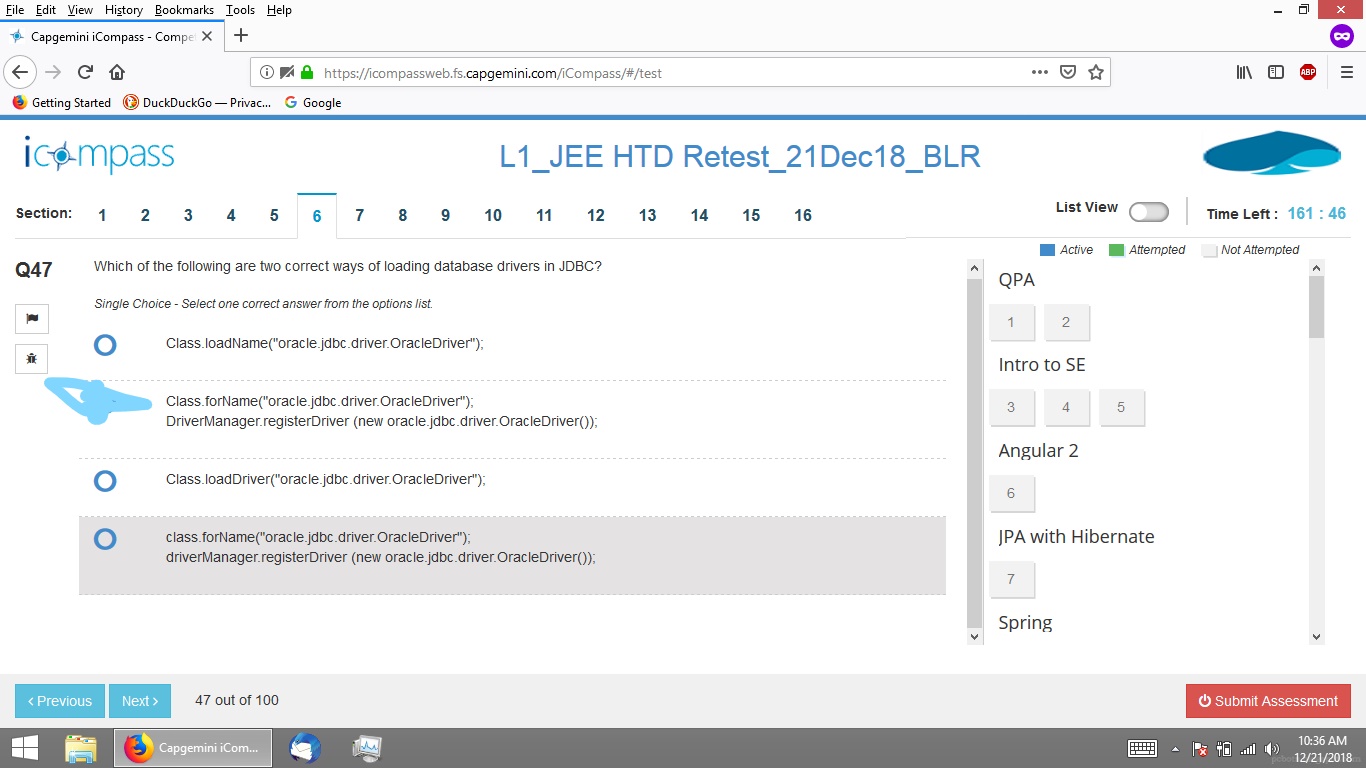 File Edit View History Bookmarks Tools Help
Capgemini iCompass - Compet
https://icompassweb.fs.capgemini.com/iCompass/#/test
ABP
Getting Started DuckDuckGo — Privac... Google
icompass
L1_JEE HTD Retest_21Dec18_BLR
Section: 1 2 3 4 5 6 7 8 9 10 11 12 13 14 15 16
List View
Time Left : 161 : 46
Active Attempted Not Attempted
Q47
Which of the following are two correct ways of loading database drivers in JDBC?
Single Choice - Select one correct answer from the options list.
Class.loadName("oracle.jdbc.driver.OracleDriver");
Class.forName("oracle.jdbc.driver.OracleDriver");
DriverManager.registerDriver (new oracle.jdbc.driver.OracleDriver());
Class.loadDriver("oracle.jdbc.driver.OracleDriver");
class.forName("oracle.jdbc.driver.OracleDriver");
driverManager.registerDriver (new oracle.jdbc.driver.OracleDriver());
QPA
1 2
Intro to SE
3 4 5
Angular 2
6
JPA with Hibernate
7
Spring
‹ Previous
Next ›
47 out of 100
Submit Assessment
Capgemini iCom...
10:36 AM
12/21/2018